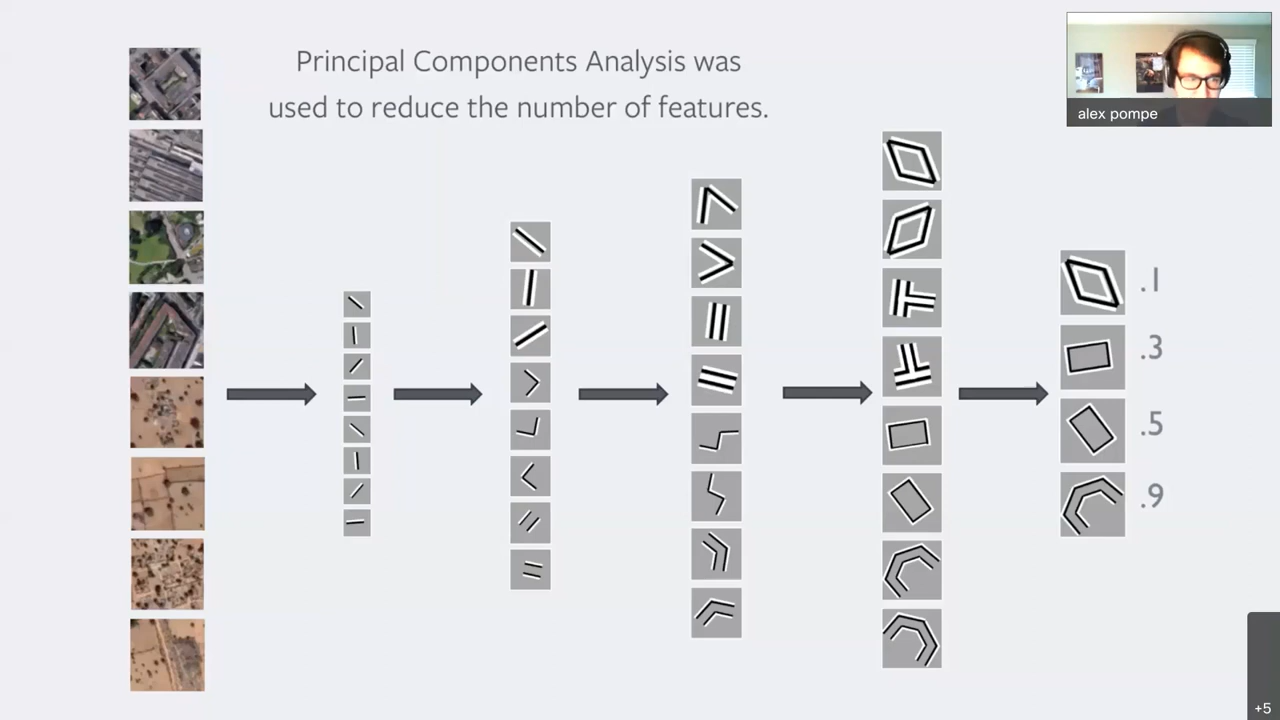 Principal Components Analysis was
used to reduce the number of features.
alex pompe
.1
.3
.5
.9
+5